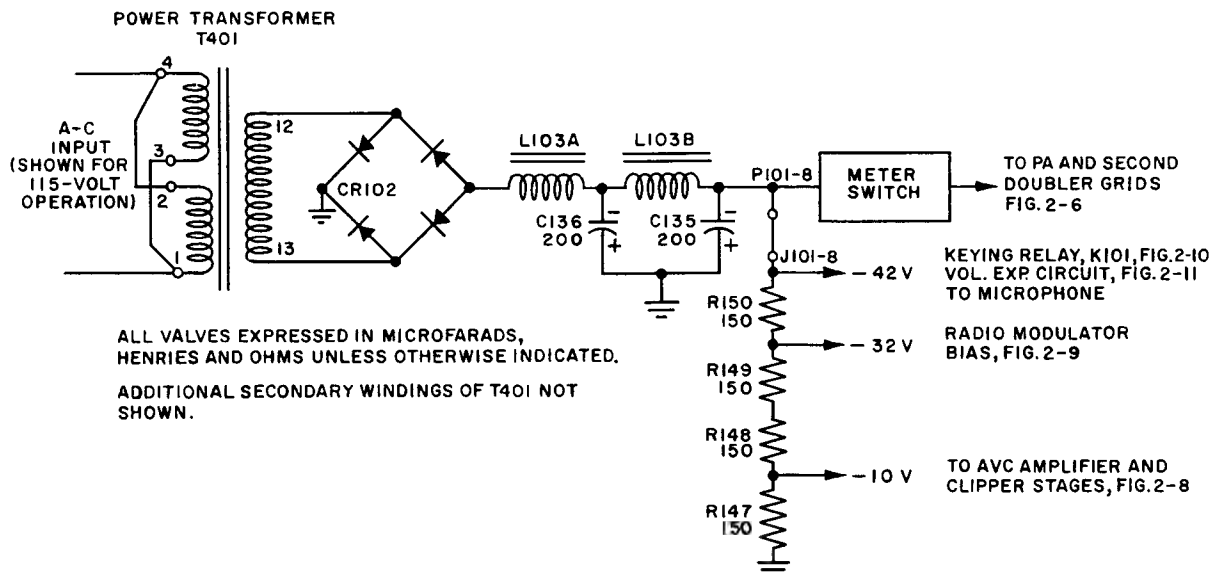 POWER TRANSFORMER
T401
4
A-C
INPUT
(SHOWN FOR
115-VOLT
OPERATION)
3
2
1
12
13
CR102
L103A
L103B
C136
200
-
+
C135
200
-
+
P101-8
METER
SWITCH
TO PA AND SECOND
DOUBLER GRIDS
FIG. 2-6
J101-8
-42 V
KEYING RELAY, K101, FIG. 2-10
VOL. EXP. CIRCUIT, FIG. 2-11
TO MICROPHONE
R150
150
-32 V
RADIO MODULATOR
BIAS, FIG. 2-9
R149
150
R148
150
-10 V
TO AVC AMPLIFIER AND
CLIPPER STAGES, FIG. 2-8
R147
150
ALL VALVES EXPRESSED IN MICROFARADS,
HENRIES AND OHMS UNLESS OTHERWISE INDICATED.
ADDITIONAL SECONDARY WINDINGS OF T401 NOT
SHOWN.